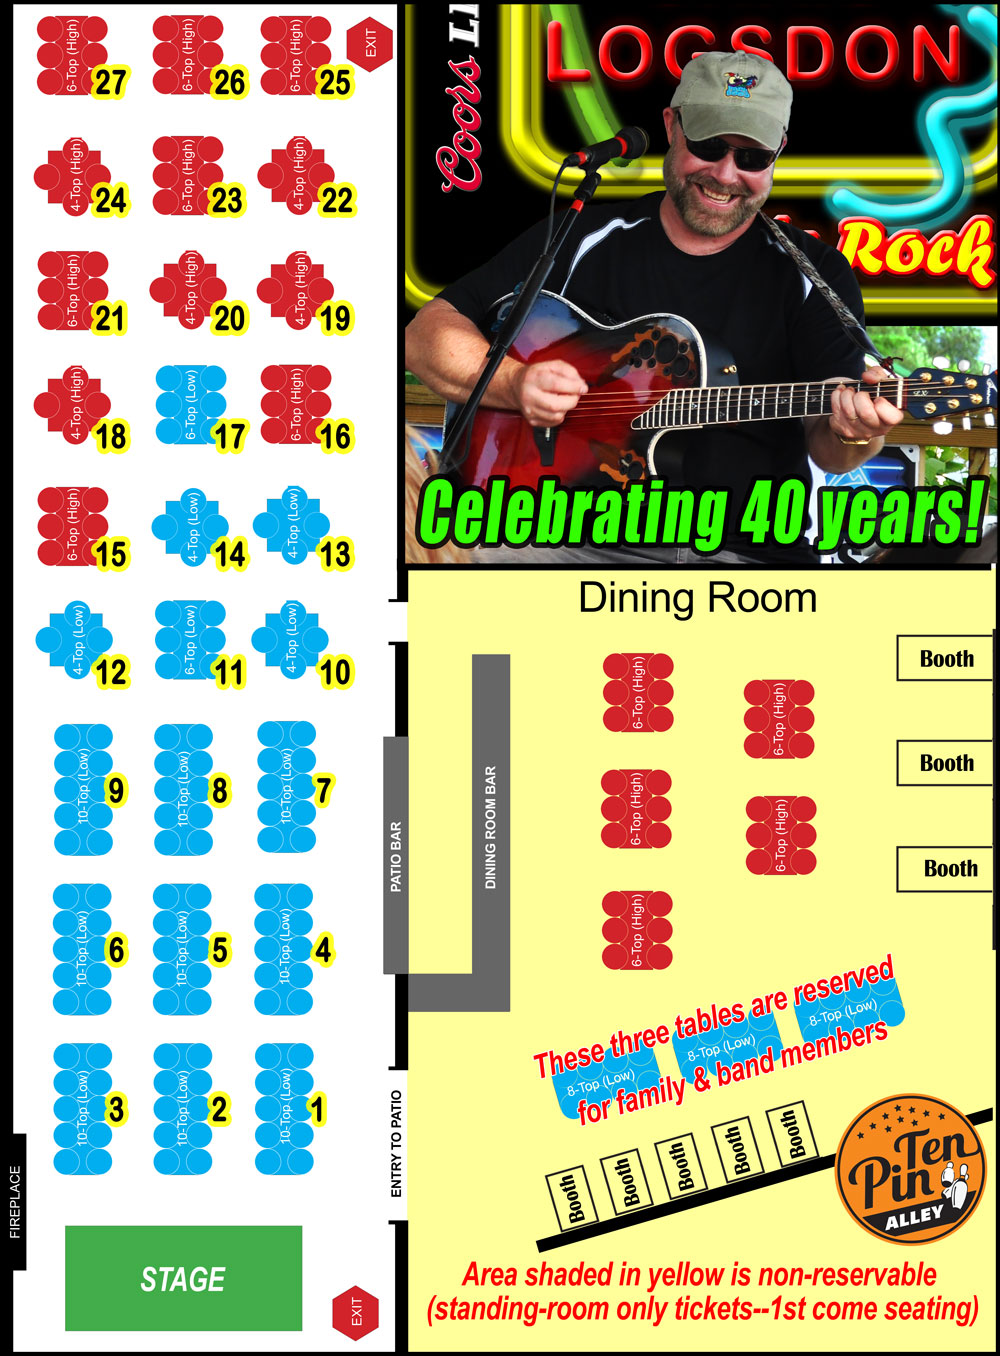 6-Top (High)
27
6-Top (High)
26
6-Top (High)
25
EXIT
4-Top (High)
24
6-Top (High)
23
4-Top (High)
22
6-Top (High)
21
4-Top (High)
20
4-Top (High)
19
4-Top (High)
18
6-Top (Low)
17
6-Top (High)
16
6-Top (High)
15
4-Top (Low)
14
4-Top (Low)
13
4-Top (Low)
12
6-Top (Low)
11
4-Top (Low)
10
10-Top (Low)
9
10-Top (Low)
8
10-Top (Low)
7
10-Top (Low)
6
10-Top (Low)
5
10-Top (Low)
4
10-Top (Low)
3
10-Top (Low)
2
10-Top (Low)
1
FIREPLACE
STAGE
EXIT
PATIO BAR
ENTRY TO PATIO
Coors
LOGSDON
Rock
Celebrating 40 years!
Dining Room
DINING ROOM BAR
6-Top (High)
6-Top (High)
6-Top (High)
6-Top (High)
6-Top (High)
Booth
Booth
Booth
8-Top (Low)
8-Top (Low)
8-Top (Low)
These three tables are reserved
for family & band members
Booth
Booth
Booth
Booth
Booth
Ten
Pin
ALLEY
Area shaded in yellow is non-reservable
(standing-room only tickets--1st come seating)